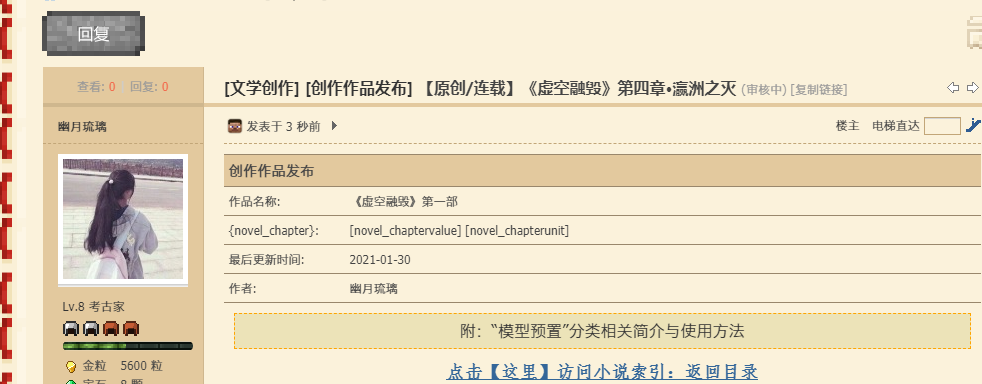 回复
查看: 0 回复: 0
[文学创作] [创作作品发布] 【原创/连载】《虚空融毁》第四章•瀛洲之灭 (审核中) [复制链接]
幽月琉璃
发表于 3 秒前
楼主 电梯直达
创作作品发布
作品名称: 《虚空融毁》第一部
{novel_chapter}: [novel_chaptervalue] [novel_chapterunit]
最后更新时间: 2021-01-30
作者: 幽月琉璃
Lv.8 考古家
金粒 5600 粒
附：“模型预置”分类相关简介与使用方法
点击【这里】访问小说索引：返回目录